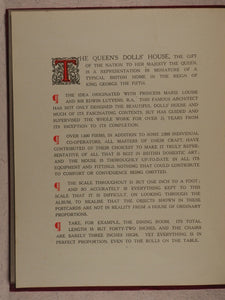 THE QUEEN'S DOLLS' HOUSE, THE GIFT
OF THE NATION TO HER MAJESTY THE QUEEN,
IS A REPRESENTATION IN MINIATURE OF A
TYPICAL BRITISH HOME IN THE REIGN OF
KING GEORGE THE FIFTH.
¶ THE IDEA ORIGINATED WITH PRINCESS MARIE LOUISE
AND SIR EDWIN LUTYENS, R.A. THIS FAMOUS ARCHITECT
HAS NOT ONLY DESIGNED THE BEAUTIFUL DOLLS' HOUSE AND
MUCH OF ITS FASCINATING CONTENTS, BUT HAS GUIDED AND
SUPERVISED THE WHOLE WORK FOR OVER 3½ YEARS FROM
ITS INCEPTION TO ITS COMPLETION.
¶ OVER 1,500 FIRMS, IN ADDITION TO SOME 2,000 INDIVIDUAL
CO-OPERATORS, ALL MASTERS OF THEIR CRAFT, HAVE
CONTRIBUTED OF THEIR CHOICEST TO MAKE IT TRULY REPRE-
SENTATIVE OF ALL THAT IS BEST IN BRITISH DOMESTIC ART,
AND THE HOUSE IS THOROUGHLY UP-TO-DATE IN ALL ITS
EQUIPMENT AND FITTINGS, NOTHING THAT COULD CONTRIBUTE
TO COMFORT OR CONVENIENCE BEING OMITTED.
¶ THE SCALE THROUGHOUT IS BUT ONE INCH TO A FOOT;
AND SO ACCURATELY IS EVERYTHING KEPT TO THIS
SCALE THAT IT IS DIFFICULT, ON LOOKING THROUGH THE
ALBUM, TO REALISE THAT THE OBJECTS SHOWN IN THESE
PICTURES ARE NOT IN REALITY FROM A HOUSE OF ORDINARY
PROPORTIONS.
¶ TAKE, FOR EXAMPLE, THE DINING ROOM. ITS TOTAL
LENGTH IS BUT FORTY-TWO INCHES, AND THE CHAIRS
ARE BARELY THREE INCHES HIGH. YET EVERYTHING IS
PERFECT IN PROPORTION, EVEN TO THE ROLLS ON THE TABLE.